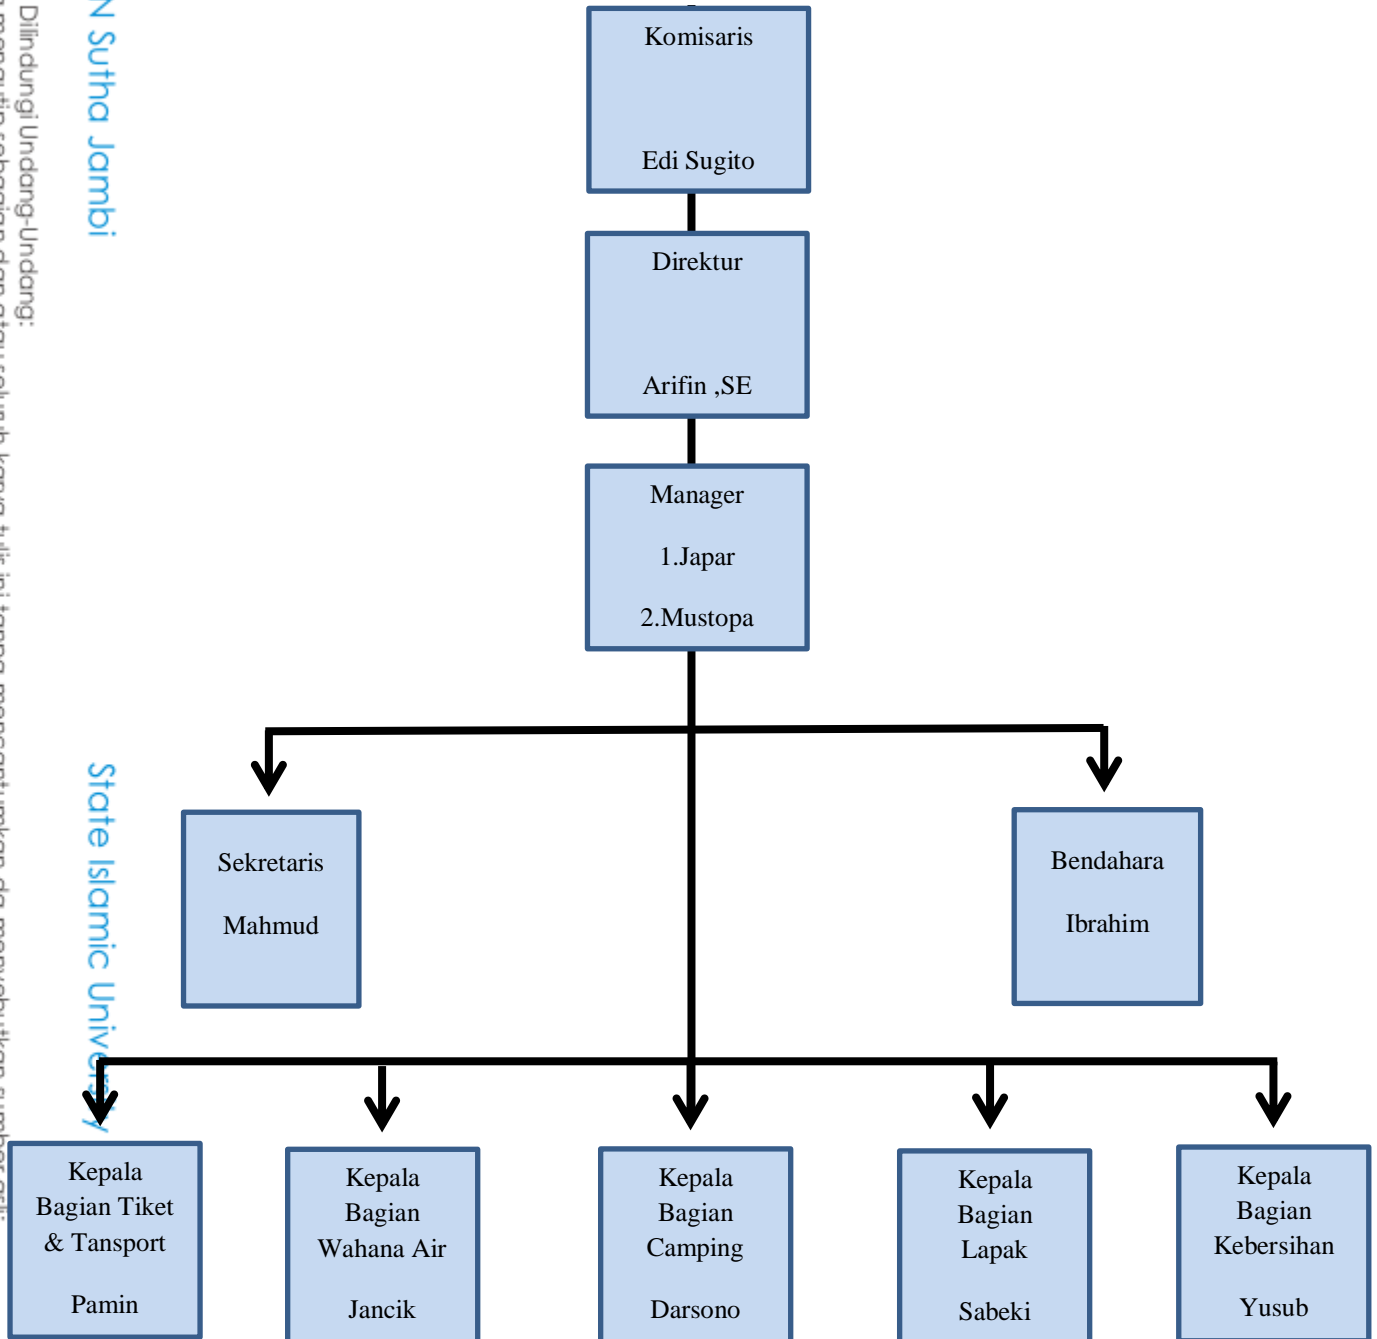 Komisaris
Edi Sugito
Direktur
Arifin ,SE
Manager
1.Japar
2.Mustopa
Sekretaris
Mahmud
Bendahara
Ibrahim
Kepala
Bagian Tiket
& Tansport
Pamin
Kepala
Bagian
Wahana Air
Jancik
Kepala
Bagian
Camping
Darsono
Kepala
Bagian
Lapak
Sabeki
Kepala
Bagian
Kebersihan
Yusub
N Sutha Jambi
State Islamic University
Dilindungi Undang-Undang: